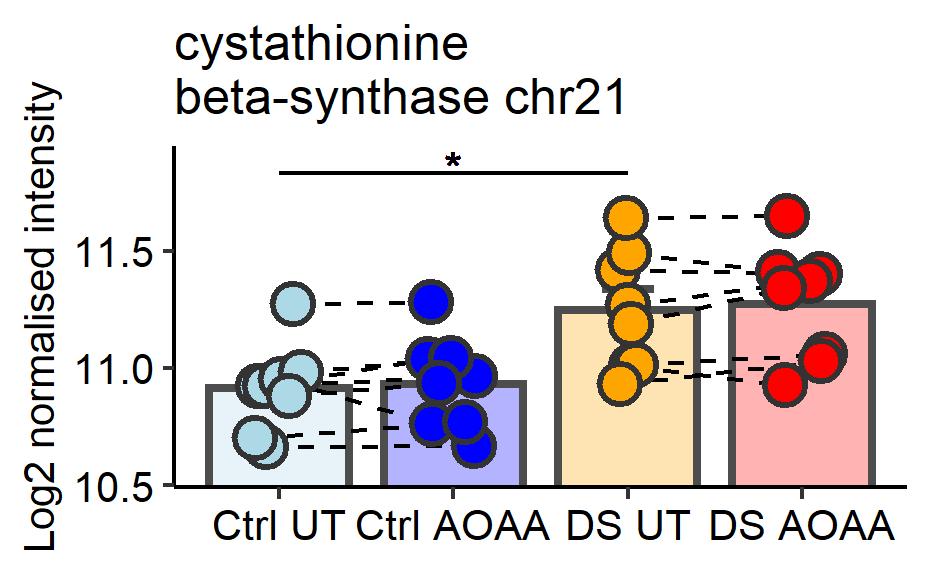 cystathionine
beta-synthase chr21
Log2 normalised intensity
*
11.5
11.0
10.5
Ctrl UT Ctrl AOAA DS UT DS AOAA